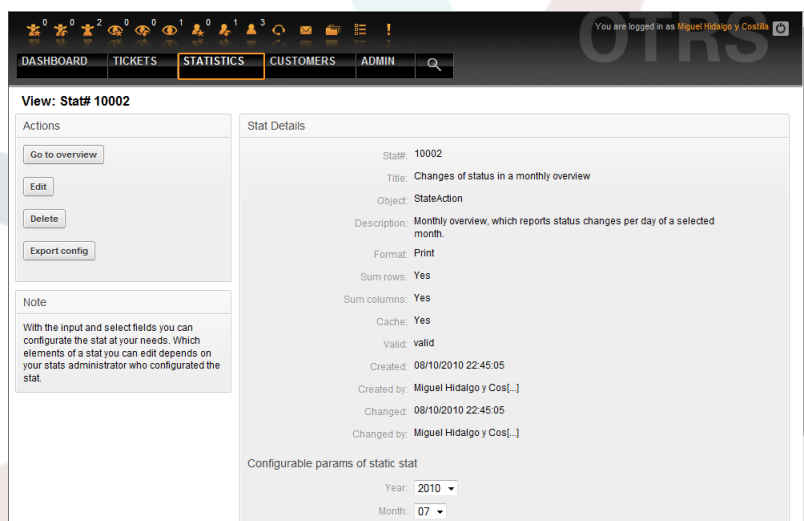 0 0 2 0 0 1 0 1 3
You are logged in as Miguel Hidalgo y Costilla
OTRS
DASHBOARD TICKETS STATISTICS CUSTOMERS ADMIN
View: Stat# 10002
Actions
Go to overview
Edit
Delete
Export config
Note
With the input and select fields you can
configurate the stat at your needs. Which
elements of a stat you can edit depends on
your stats administrator who configurated the
stat.
Stat Details
Stat#: 10002
Title: Changes of status in a monthly overview
Object: StateAction
Description: Monthly overview, which reports status changes per day of a selected
month.
Format: Print
Sum rows: Yes
Sum columns: Yes
Cache: Yes
Valid: valid
Created: 08/10/2010 22:45:05
Created by: Miguel Hidalgo y Cos[...]
Changed: 08/10/2010 22:45:05
Changed by: Miguel Hidalgo y Cos[...]
Configurable params of static stat
Year: 2010
Month: 07